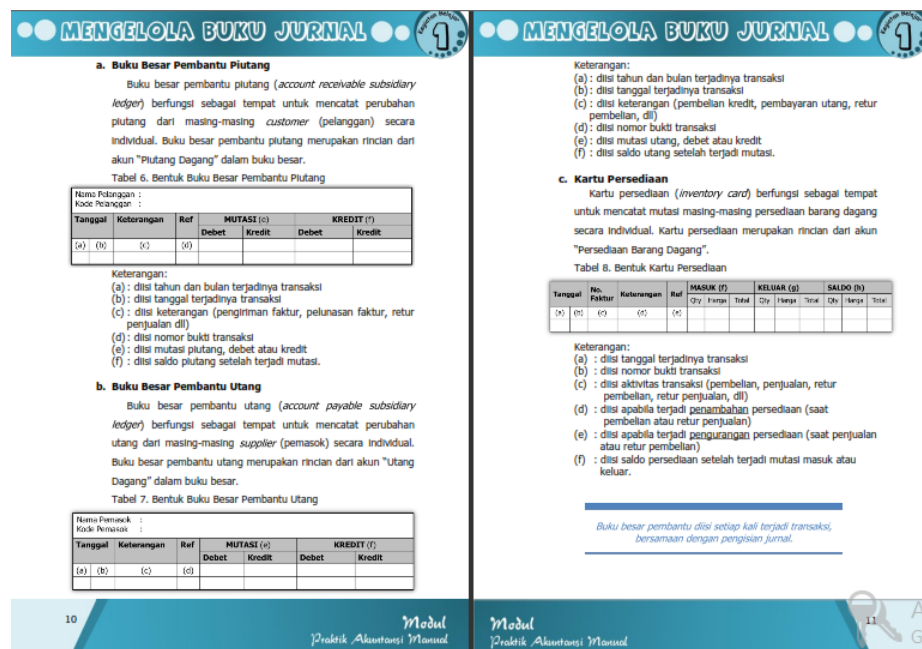 MENGELOLA BUKU JURNAL
Kegiatan Belajar
1
a. Buku Besar Pembantu Piutang
Buku besar pembantu piutang (account receivable subsidiary
ledger) berfungsi sebagai tempat untuk mencatat perubahan
piutang dari masing-masing customer (pelanggan) secara
individual. Buku besar pembantu piutang merupakan rincian dari
akun "Piutang Dagang" dalam buku besar.
Tabel 6. Bentuk Buku Besar Pembantu Piutang
Nama Pelanggan :
Kode Pelanggan :
Tanggal Keterangan Ref MUTASI (e) KREDIT (f)
Debet Kredit Debet Kredit
(a) (b) (c) (d)
Keterangan:
(a) : diisi tahun dan bulan terjadinya transaksi
(b) : diisi tanggal terjadinya transaksi
(c) : diisi keterangan (pengiriman faktur, pelunasan faktur, retur
penjualan dll)
(d) : diisi nomor bukti transaksi
(e) : diisi mutasi piutang, debet atau kredit
(f) : diisi saldo piutang setelah terjadi mutasi.
b. Buku Besar Pembantu Utang
Buku besar pembantu utang (account payable subsidiary
ledger) berfungsi sebagai tempat untuk mencatat perubahan
utang dari masing-masing supplier (pemasok) secara individual.
Buku besar pembantu utang merupakan rincian dari akun "Utang
Dagang" dalam buku besar.
Tabel 7. Bentuk Buku Besar Pembantu Utang
Nama Pemasok :
Kode Pemasok :
Tanggal Keterangan Ref MUTASI (e) KREDIT (f)
Debet Kredit Debet Kredit
(a) (b) (c) (d)
10
Modul
Praktik Akuntansi Manual
MENGELOLA BUKU JURNAL
Kegiatan Belajar
1
Keterangan:
(a) : diisi tahun dan bulan terjadinya transaksi
(b) : diisi tanggal terjadinya transaksi
(c) : diisi keterangan (pembelian kredit, pembayaran utang, retur
pembelian, dll)
(d) : diisi nomor bukti transaksi
(e) : diisi mutasi utang, debet atau kredit
(f) : diisi saldo utang setelah terjadi mutasi.
c. Kartu Persediaan
Kartu persediaan (inventory card) berfungsi sebagai tempat
untuk mencatat mutasi masing-masing persediaan barang dagang
secara individual. Kartu persediaan merupakan rincian dari akun
"Persediaan Barang Dagang".
Tabel 8. Bentuk Kartu Persediaan
Tanggal No. Faktur Keterangan Ref MASUK (f) KELUAR (g) SALDO (h)
Qty Harga Total Qty Harga Total Qty Harga Total
(a) (b) (c) (d) (e)
Keterangan:
(a) : diisi tanggal terjadinya transaksi
(b) : diisi nomor bukti transaksi
(c) : diisi aktivitas transaksi (pembelian, penjualan, retur
pembelian, retur penjualan, dll)
(d) : diisi apabila terjadi penambahan persediaan (saat
pembelian atau retur penjualan)
(e) : diisi apabila terjadi pengurangan persediaan (saat penjualan
atau retur pembelian)
(f) : diisi saldo persediaan setelah terjadi mutasi masuk atau
keluar.
Buku besar pembantu diisi setiap kali terjadi transaksi,
bersamaan dengan pengisian jurnal.
Modul
Praktik Akuntansi Manual
11
A
G